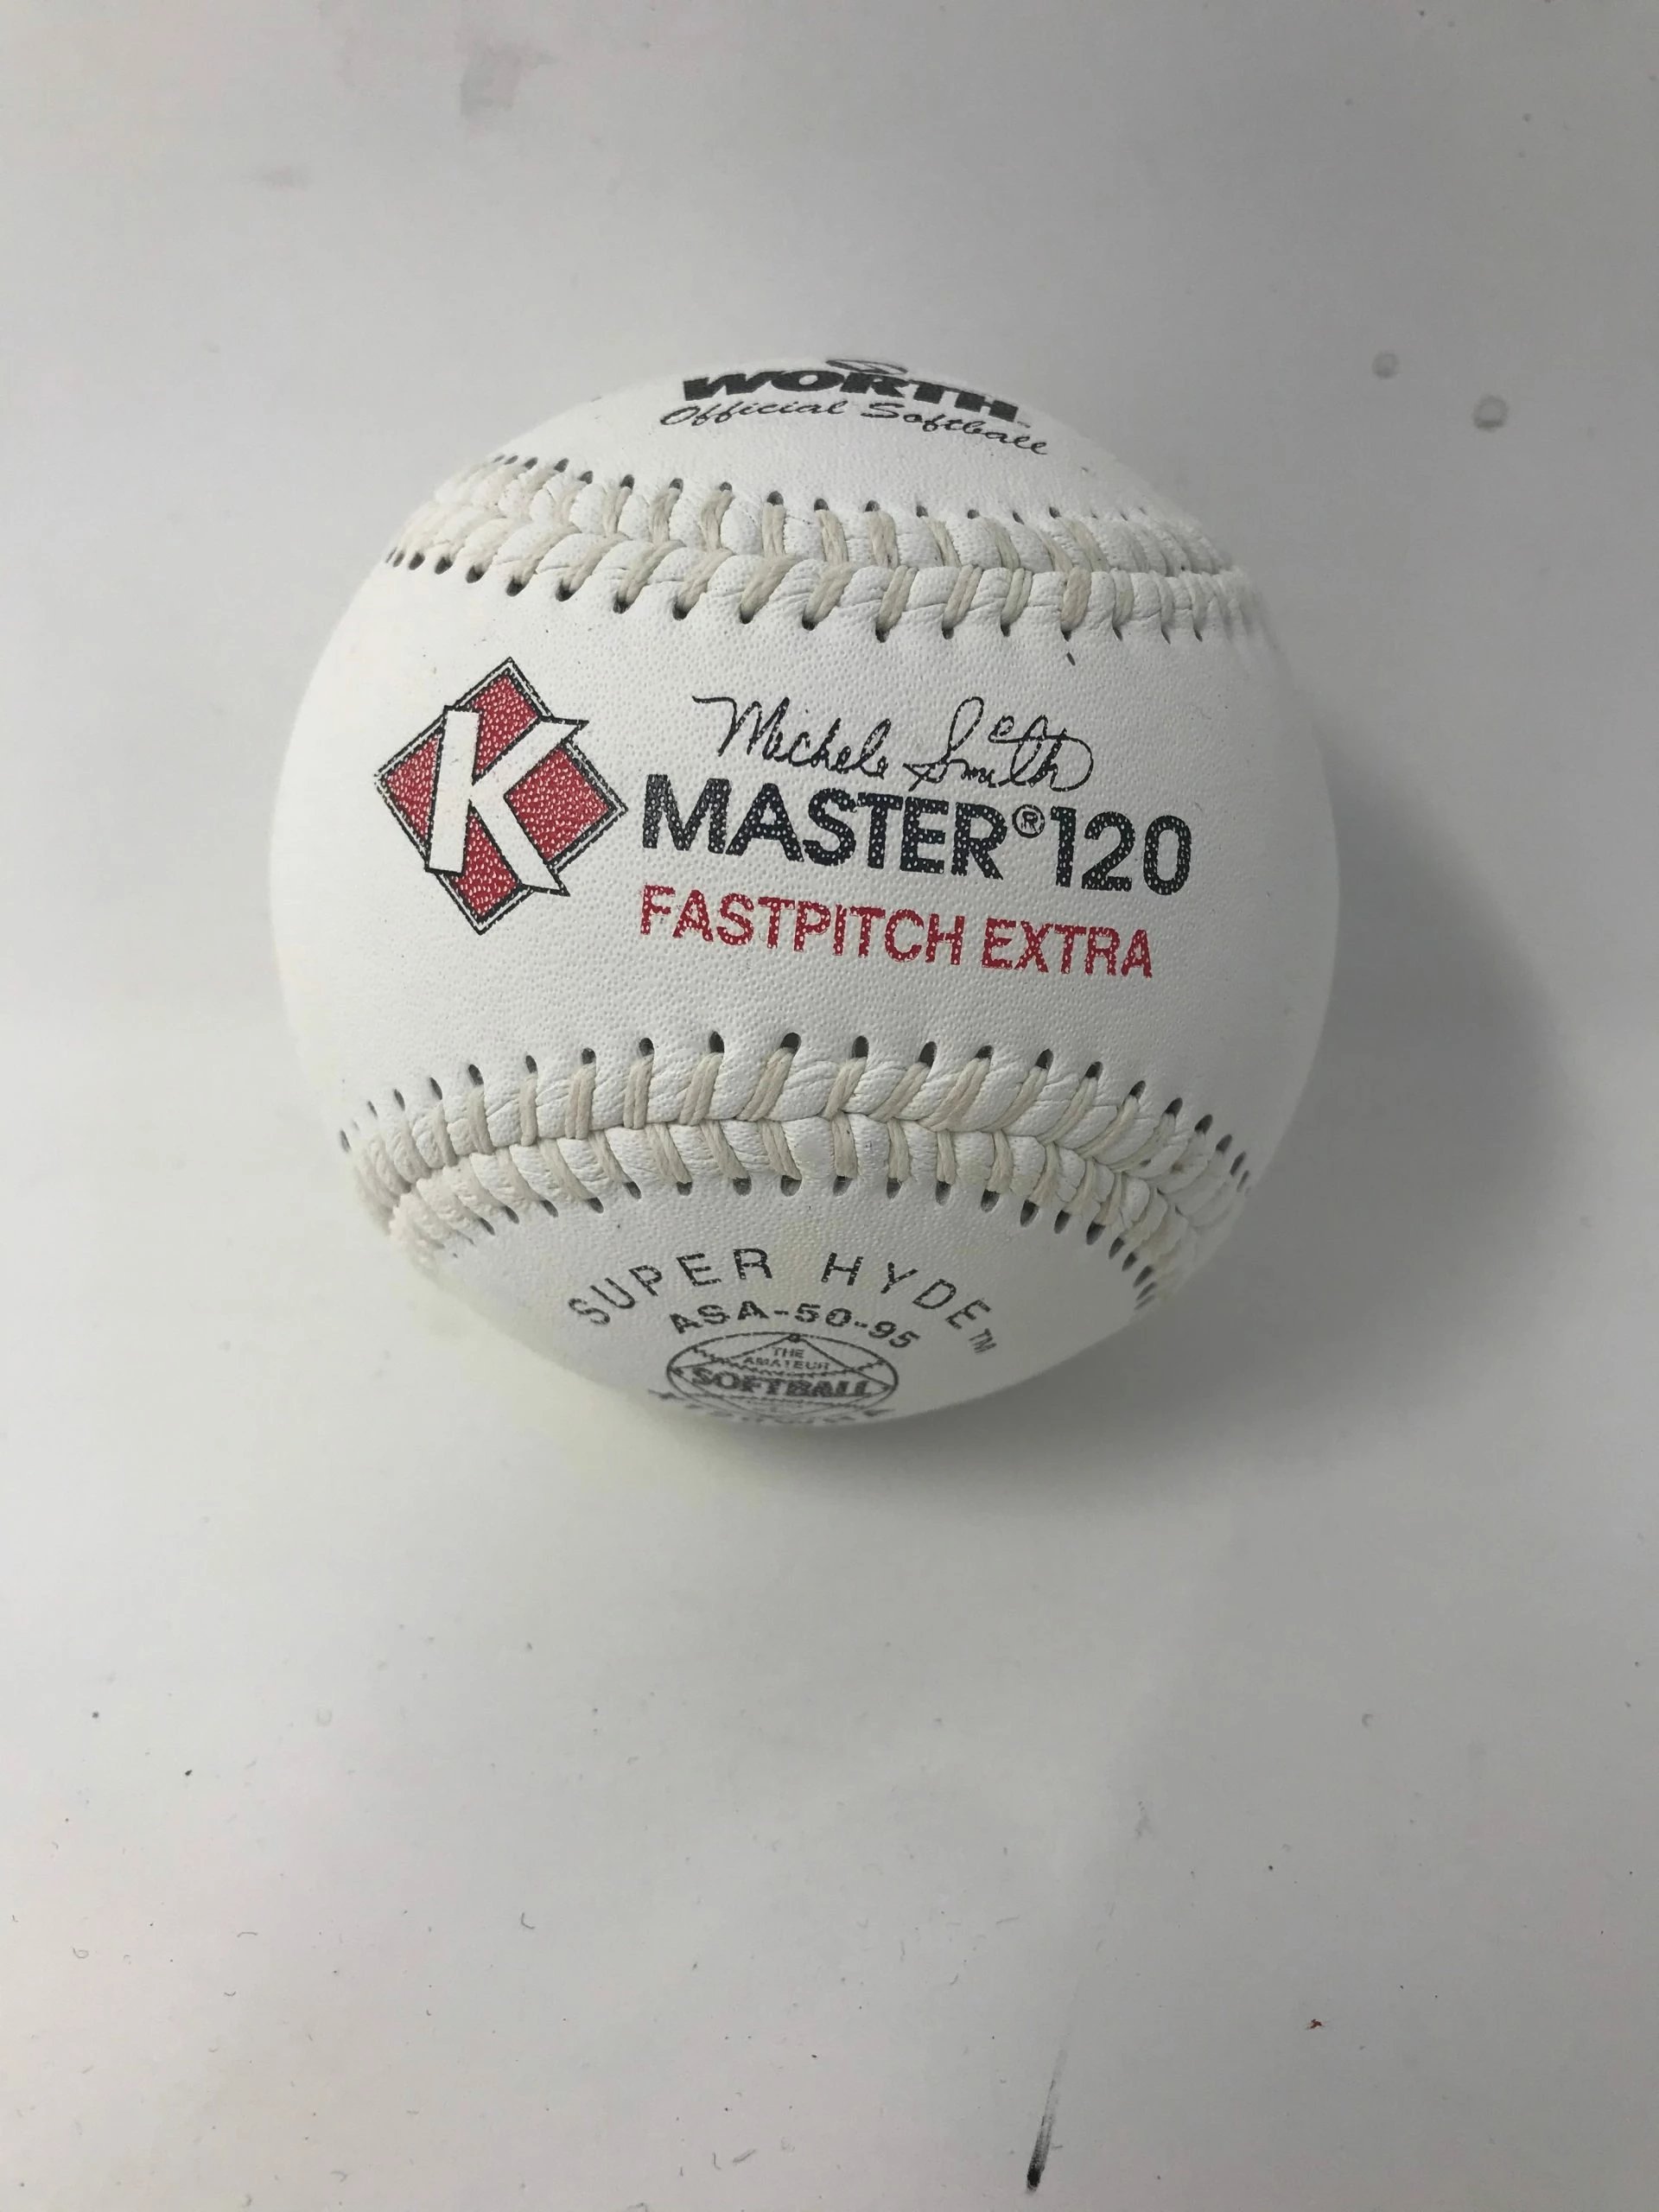 WORTH
Official Softball
K
Michele Smith
MASTER®120
FASTPITCH EXTRA
SUPER HYDE™
ASA-50-95
THE
AMATEUR
SOFTBALL